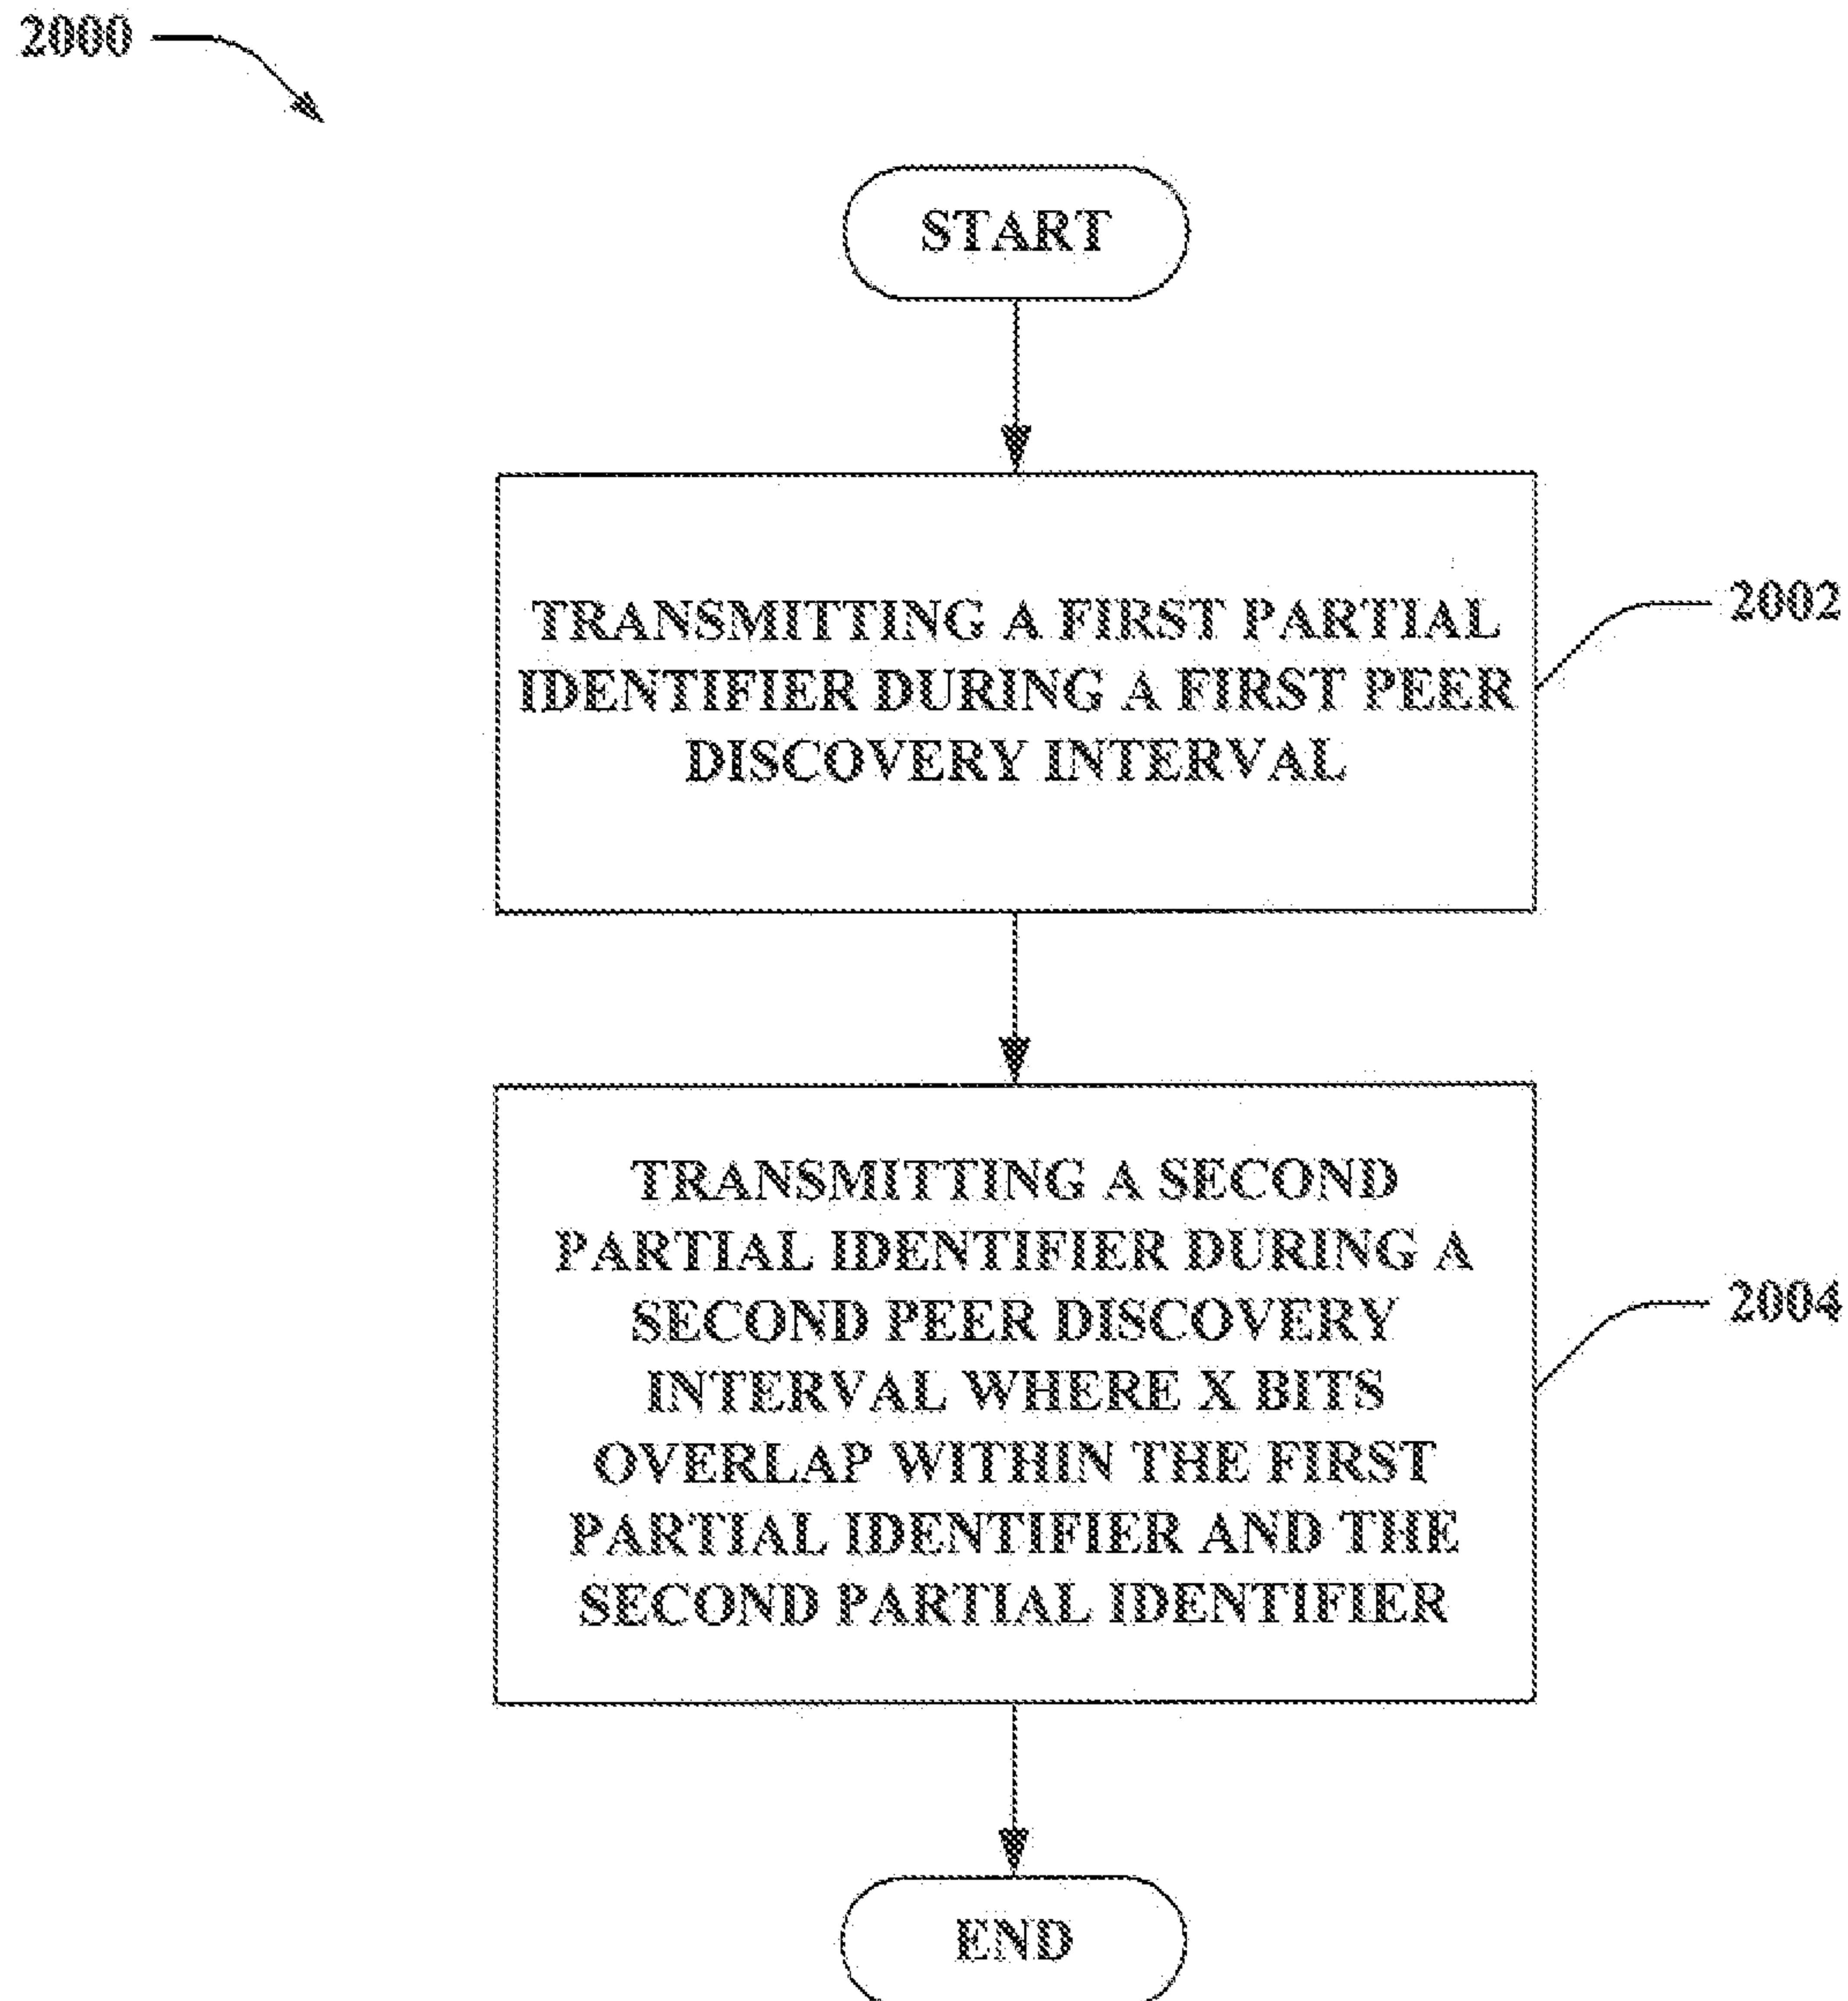 2000
START
TRANSMITTING A FIRST PARTIAL
IDENTIFIER DURING A FIRST PEER
DISCOVERY INTERVAL
2002
TRANSMITTING A SECOND
PARTIAL IDENTIFIER DURING A
SECOND PEER DISCOVERY
INTERVAL WHERE X BITS
OVERLAP WITHIN THE FIRST
PARTIAL IDENTIFIER AND THE
SECOND PARTIAL IDENTIFIER
2004
END